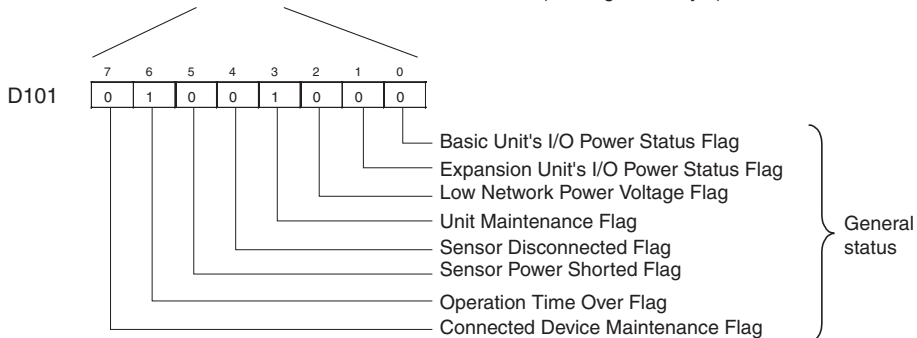 7 6 5 4 3 2 1 0
D101 0 1 0 0 1 0 0 0
Basic Unit's I/O Power Status Flag
Expansion Unit's I/O Power Status Flag
Low Network Power Voltage Flag
Unit Maintenance Flag
General
Sensor Disconnected Flag
status
Sensor Power Shorted Flag
Operation Time Over Flag
Connected Device Maintenance Flag